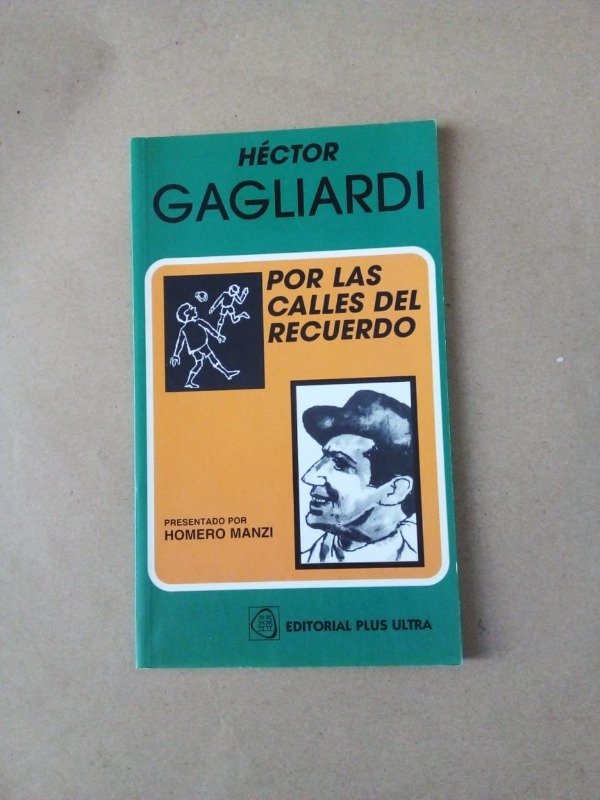 HÉCTOR
GAGLIARDI
POR LAS
CALLES DEL
RECUERDO
PRESENTADO POR
HOMERO MANZI
EDITORIAL PLUS ULTRA